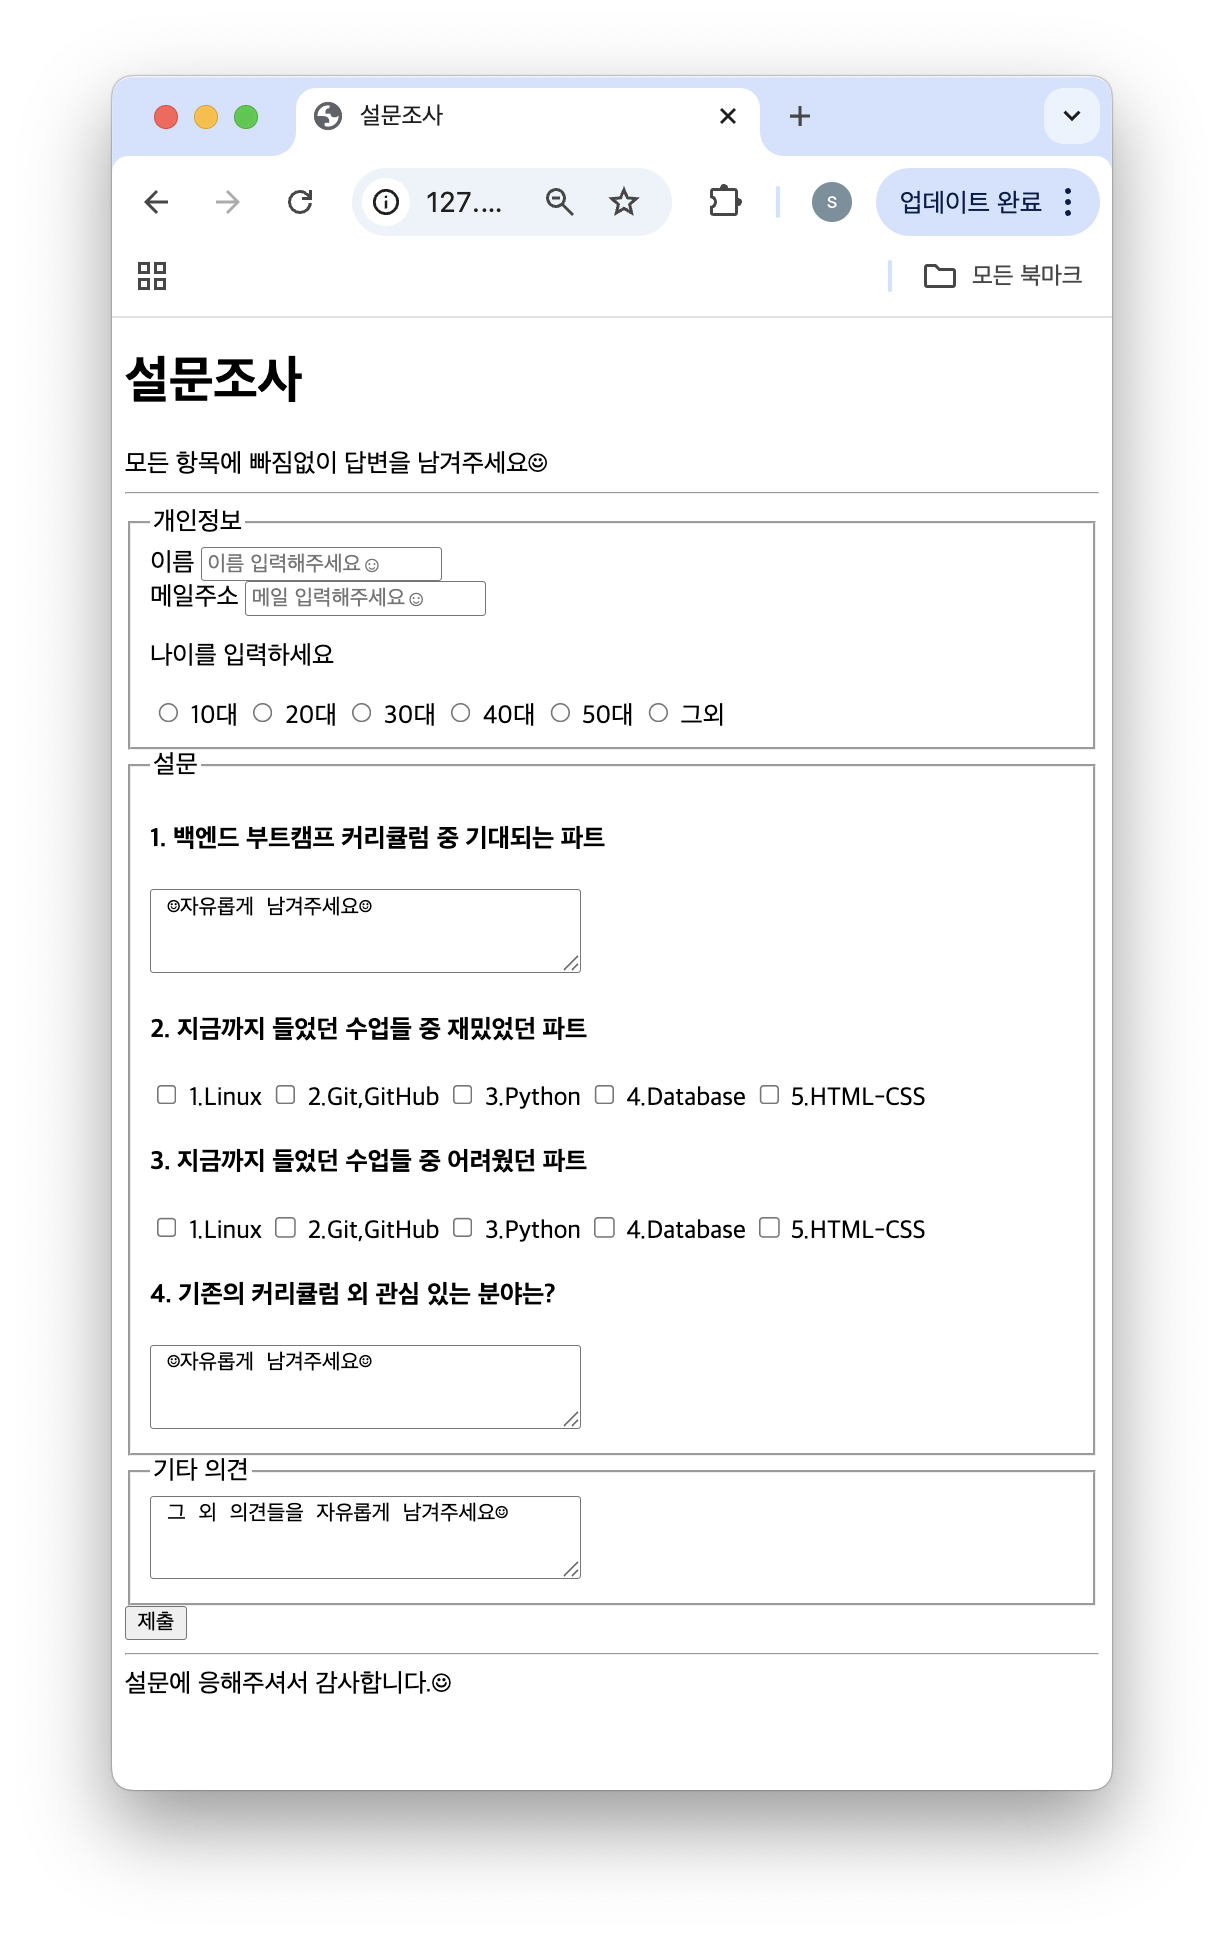 설문조사
127....
S
업데이트 완료
모든 북마크
설문조사
모든 항목에 빠짐없이 답변을 남겨주세요☺
개인정보
이름 이름 입력해주세요☺
메일주소 메일 입력해주세요☺
나이를 입력하세요
10대 20대 30대 40대 50대 그외
설문
1. 백엔드 부트캠프 커리큘럼 중 기대되는 파트
☺자유롭게 남겨주세요☺
2. 지금까지 들었던 수업들 중 재밌었던 파트
1.Linux 2.Git,GitHub 3.Python 4.Database 5.HTML-CSS
3. 지금까지 들었던 수업들 중 어려웠던 파트
1.Linux 2.Git,GitHub 3.Python 4.Database 5.HTML-CSS
4. 기존의 커리큘럼 외 관심 있는 분야는?
☺자유롭게 남겨주세요☺
기타 의견
그 외 의견들을 자유롭게 남겨주세요☺
제출
설문에 응해주셔서 감사합니다.☺